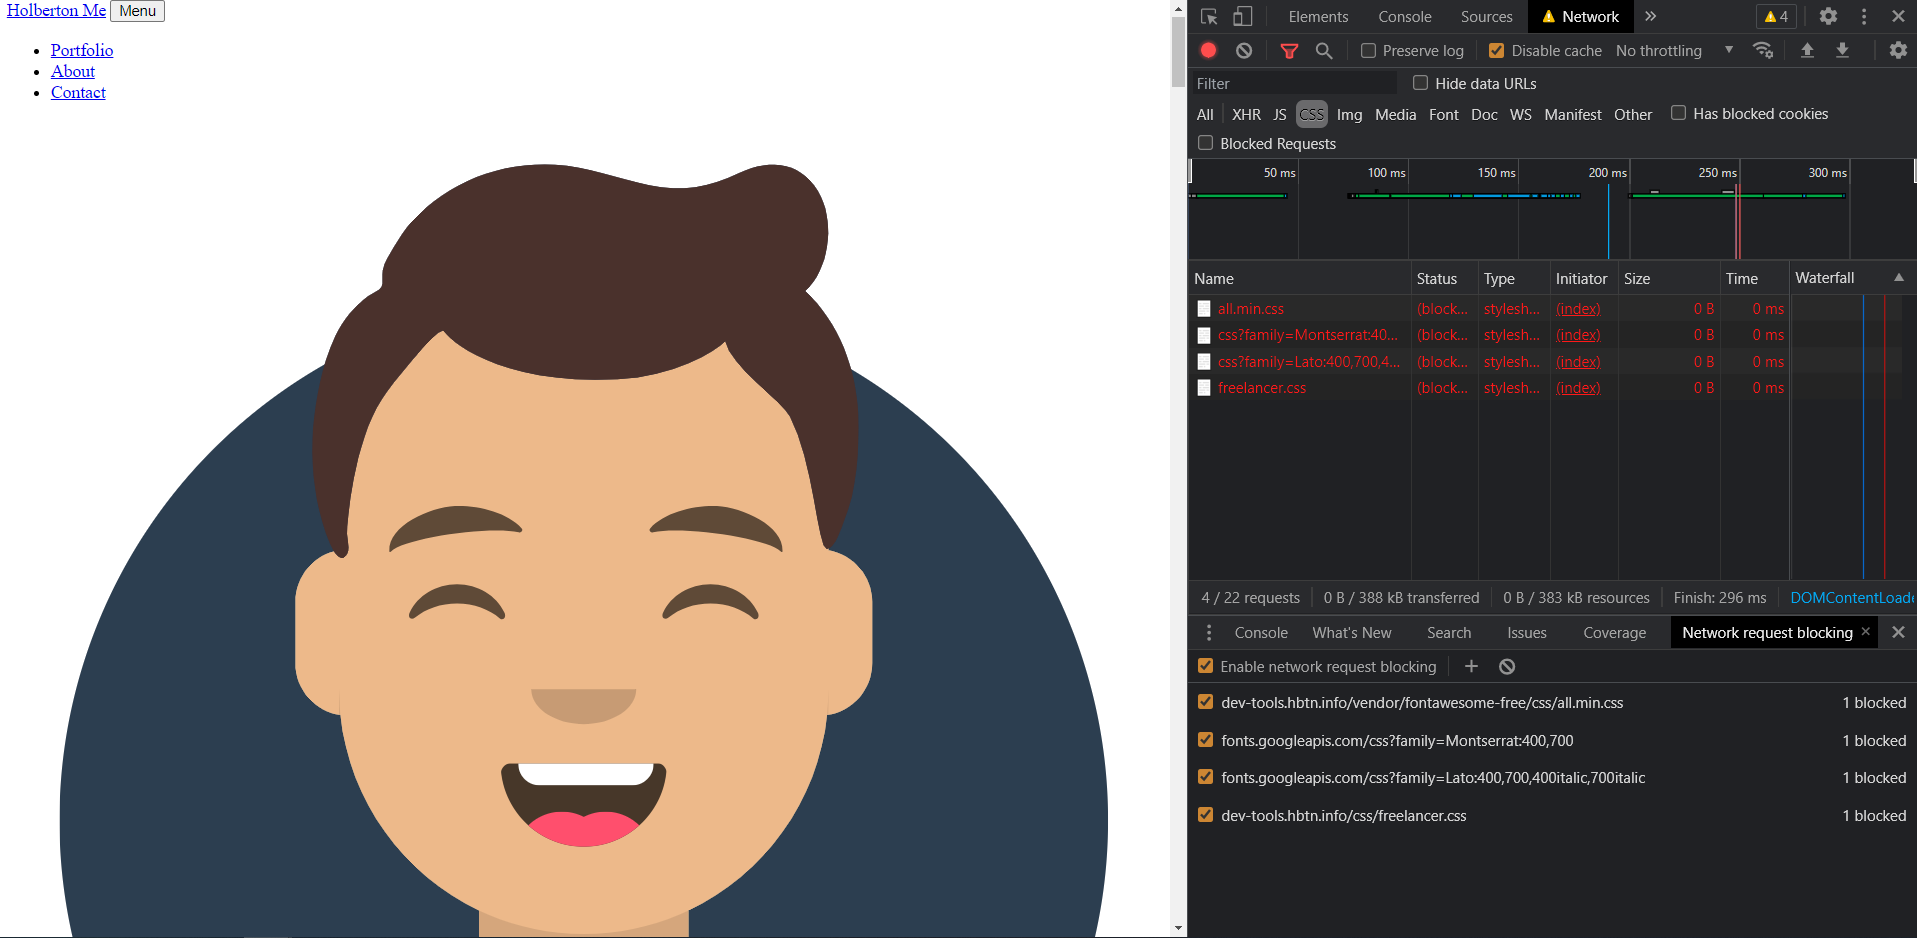 Holberton Me Menu
Portfolio
About
Contact
Elements Console Sources Network 4
Preserve log Disable cache No throttling
Filter Hide data URLs
All XHR JS CSS Img Media Font Doc WS Manifest Other Has blocked cookies
Blocked Requests
50 ms 100 ms 150 ms 200 ms 250 ms 300 ms
Name Status Type Initiator Size Time Waterfall
all.min.css (block... stylesh... (index) 0 B 0 ms
css?family=Montserrat:40... (block... stylesh... (index) 0 B 0 ms
css?family=Lato:400,700,4... (block... stylesh... (index) 0 B 0 ms
freelancer.css (block... stylesh... (index) 0 B 0 ms
4 / 22 requests 0 B / 388 kB transferred 0 B / 383 kB resources Finish: 296 ms DOMContentLoade
Console What's New Search Issues Coverage Network request blocking
Enable network request blocking
dev-tools.hbtn.info/vendor/fontawesome-free/css/all.min.css 1 blocked
fonts.googleapis.com/css?family=Montserrat:400,700 1 blocked
fonts.googleapis.com/css?family=Lato:400,700,400italic,700italic 1 blocked
dev-tools.hbtn.info/css/freelancer.css 1 blocked